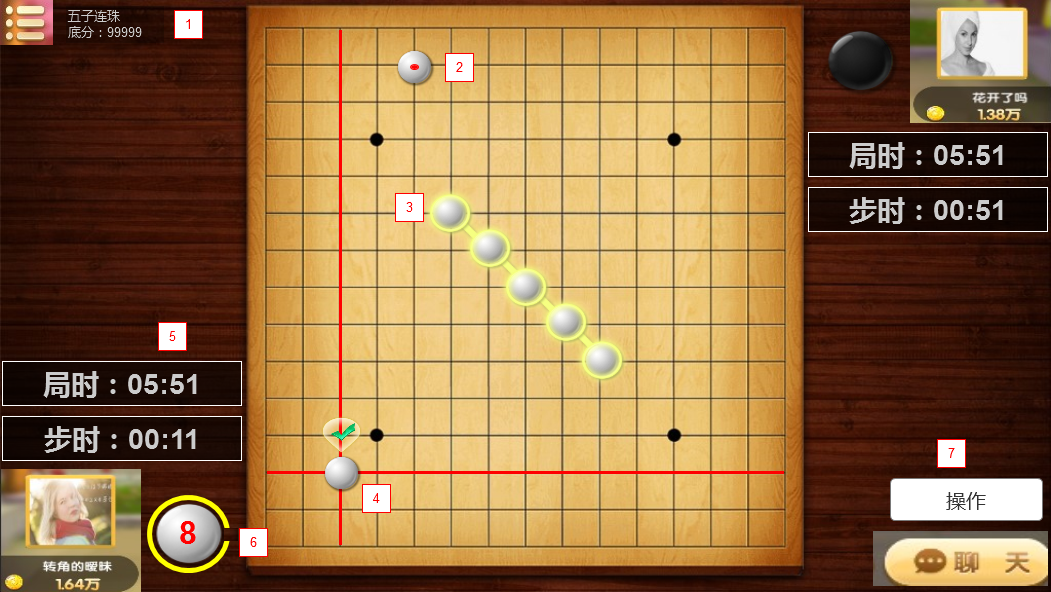 五子连珠
底分：99999
1
2
花开了吗
1.38万
局时：05:51
步时：00:51
3
5
局时：05:51
步时：00:11
4
转角的暧昧
1.64万
8
6
7
操作
聊 天